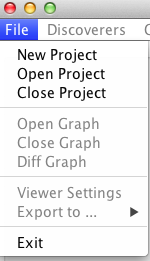 File Discoverers
New Project
Open Project
Close Project
Open Graph
Close Graph
Diff Graph
Viewer Settings
Export to ...
Exit